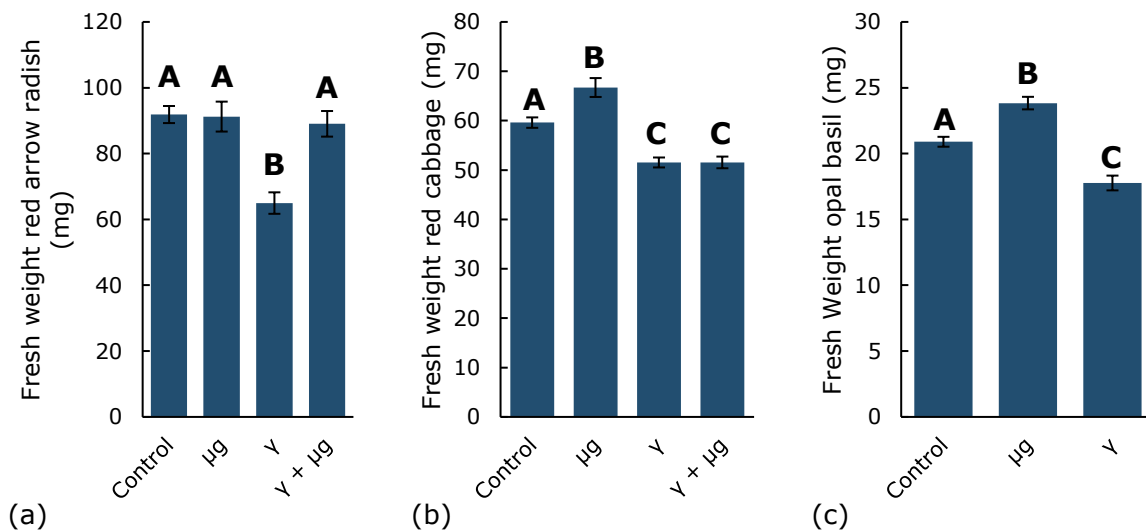 Fresh weight red arrow radish
(mg)
120
100
80
60
40
20
0
A
A
B
A
Control
µg
γ
γ + µg
(a)
Fresh weight red cabbage (mg)
80
70
60
50
40
30
20
10
0
A
B
C
C
Control
µg
γ
γ + µg
(b)
Fresh Weight opal basil (mg)
30
25
20
15
10
5
0
A
B
C
Control
µg
γ
(c)